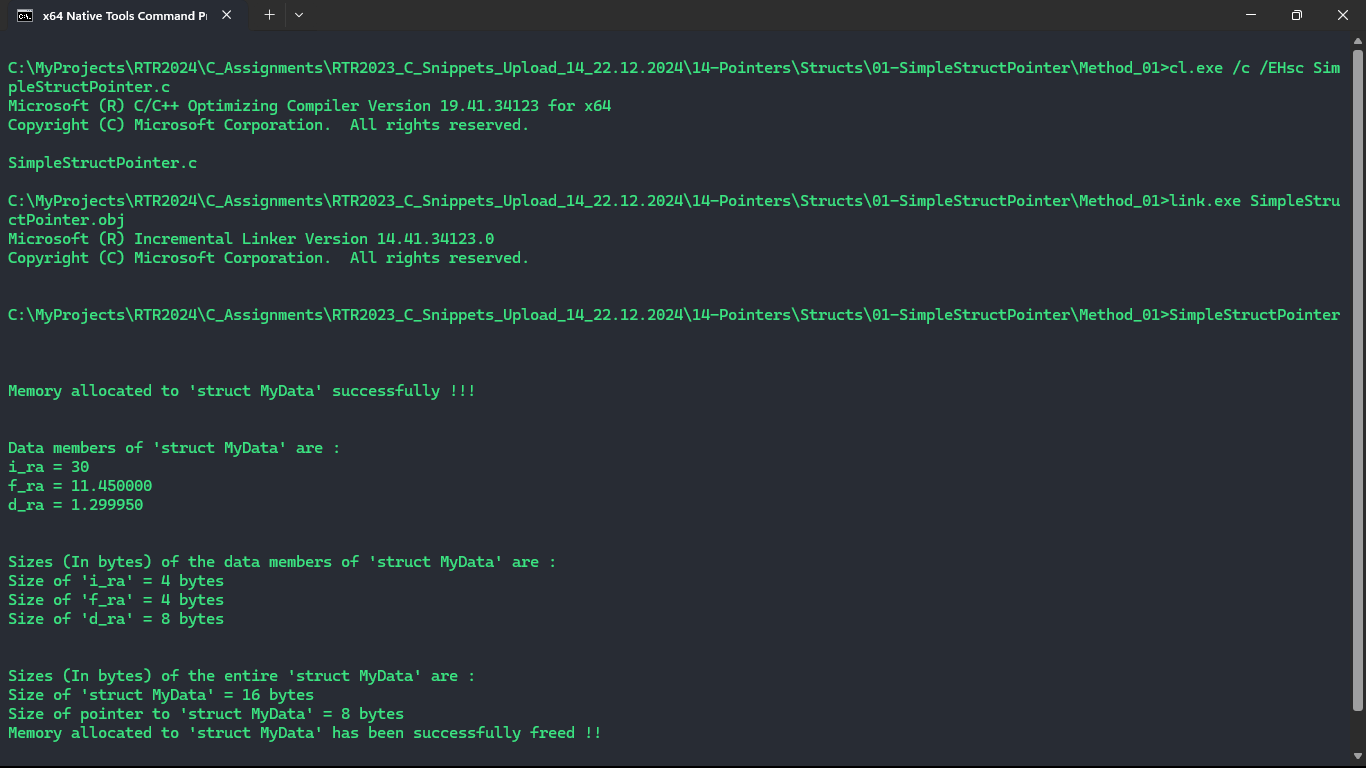 x64 Native Tools Command Pr
C:\MyProjects\RTR2024\C_Assignments\RTR2023_C_Snippets_Upload_14_22.12.2024\14-Pointers\Structs\01-SimpleStructPointer\Method_01>cl.exe /c /EHsc Sim
pleStructPointer.c
Microsoft (R) C/C++ Optimizing Compiler Version 19.41.34123 for x64
Copyright (C) Microsoft Corporation.  All rights reserved.
SimpleStructPointer.c
C:\MyProjects\RTR2024\C_Assignments\RTR2023_C_Snippets_Upload_14_22.12.2024\14-Pointers\Structs\01-SimpleStructPointer\Method_01>link.exe SimpleStru
ctPointer.obj
Microsoft (R) Incremental Linker Version 14.41.34123.0
Copyright (C) Microsoft Corporation.  All rights reserved.
C:\MyProjects\RTR2024\C_Assignments\RTR2023_C_Snippets_Upload_14_22.12.2024\14-Pointers\Structs\01-SimpleStructPointer\Method_01>SimpleStructPointer
Memory allocated to 'struct MyData' successfully !!!
Data members of 'struct MyData' are :
i_ra = 30
f_ra = 11.450000
d_ra = 1.299950
Sizes (In bytes) of the data members of 'struct MyData' are :
Size of 'i_ra' = 4 bytes
Size of 'f_ra' = 4 bytes
Size of 'd_ra' = 8 bytes
Sizes (In bytes) of the entire 'struct MyData' are :
Size of 'struct MyData' = 16 bytes
Size of pointer to 'struct MyData' = 8 bytes
Memory allocated to 'struct MyData' has been successfully freed !!